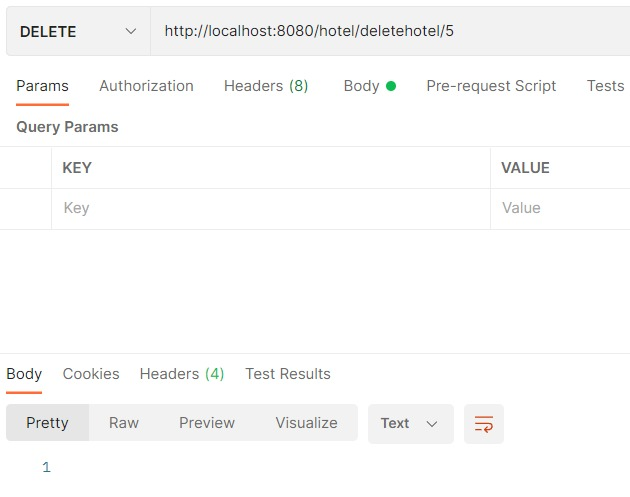 DELETE http://localhost:8080/hotel/deletehotel/5
Params Authorization Headers (8) Body Pre-request Script Tests
Query Params
KEY VALUE
Key Value
Body Cookies Headers (4) Test Results
Pretty Raw Preview Visualize Text
1